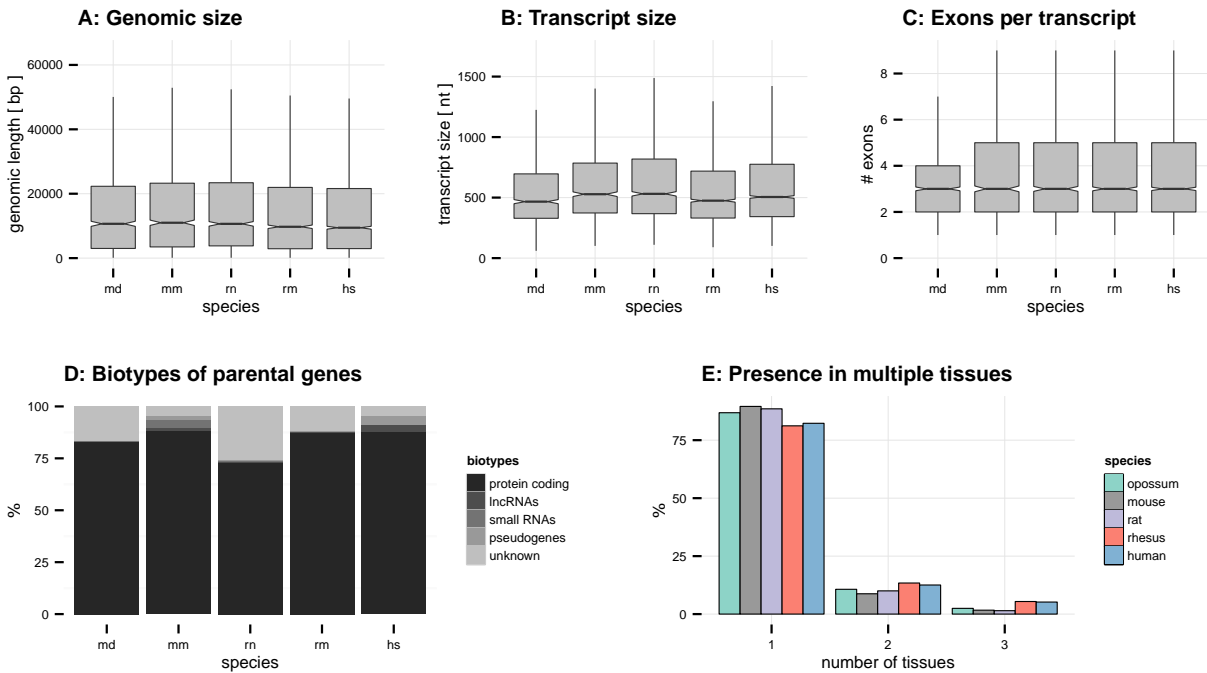 A: Genomic size
genomic length [ bp ]
60000
40000
20000
0
md mm rn rm hs
species
B: Transcript size
transcript size [ nt ]
1500
1000
500
0
md mm rn rm hs
species
C: Exons per transcript
# exons
8
6
4
2
0
md mm rn rm hs
species
D: Biotypes of parental genes
%
100
75
50
25
0
md mm rn rm hs
species
biotypes
protein coding
lncRNAs
small RNAs
pseudogenes
unknown
E: Presence in multiple tissues
%
75
50
25
0
1 2 3
number of tissues
species
opossum
mouse
rat
rhesus
human